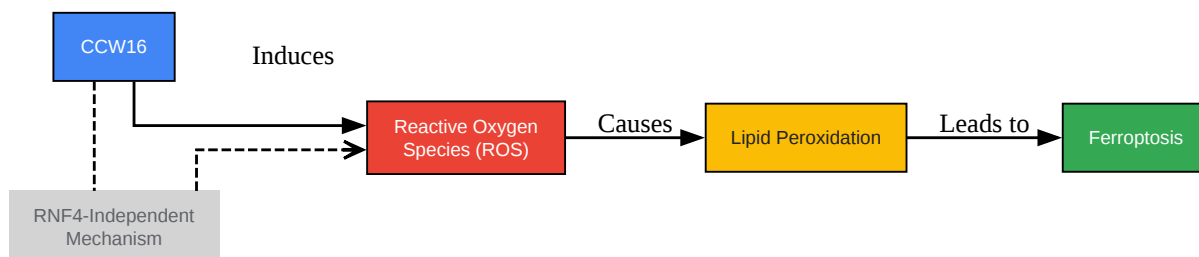 CCW16
Induces
Reactive Oxygen
Species (ROS)
Causes
Lipid Peroxidation
Leads to
Ferroptosis
RNF4-Independent
Mechanism